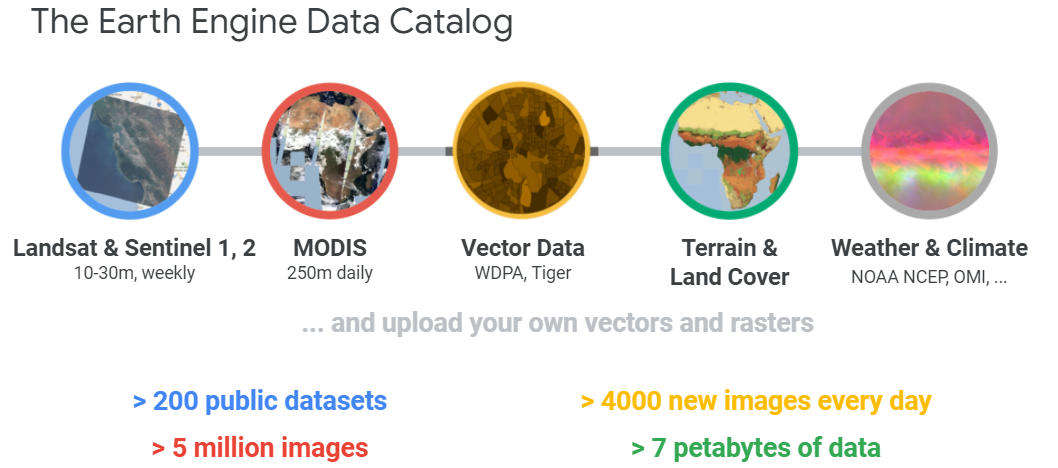 The Earth Engine Data Catalog
Landsat & Sentinel 1, 2
10-30m, weekly
MODIS
250m daily
Vector Data
WDPA, Tiger
Terrain &
Land Cover
Weather & Climate
NOAA NCEP, OMI, ...
... and upload your own vectors and rasters
> 200 public datasets
> 4000 new images every day
> 5 million images
> 7 petabytes of data